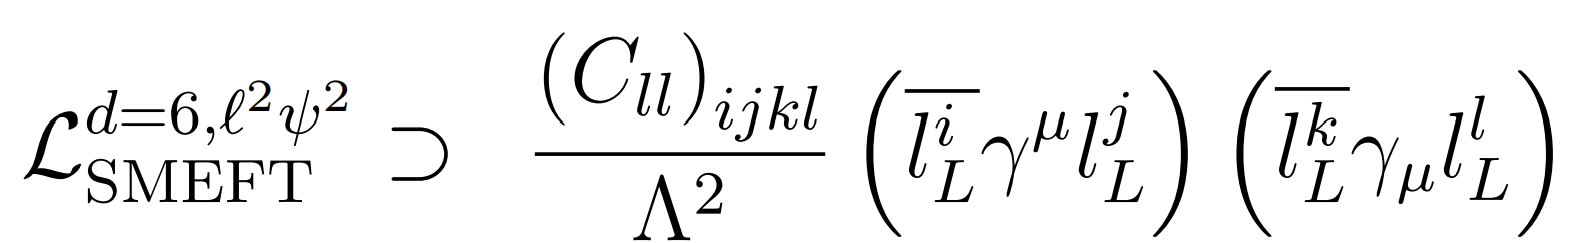 $\mathcal{L}_{\text{SMEFT}}^{d=6,\ell^2\psi^2} \supset \frac{(C_{ll})_{ijkl}}{\Lambda^2} \left(\overline{l_L^i}\gamma^\mu l_L^j\right) \left(\overline{l_L^k}\gamma_\mu l_L^l\right)$